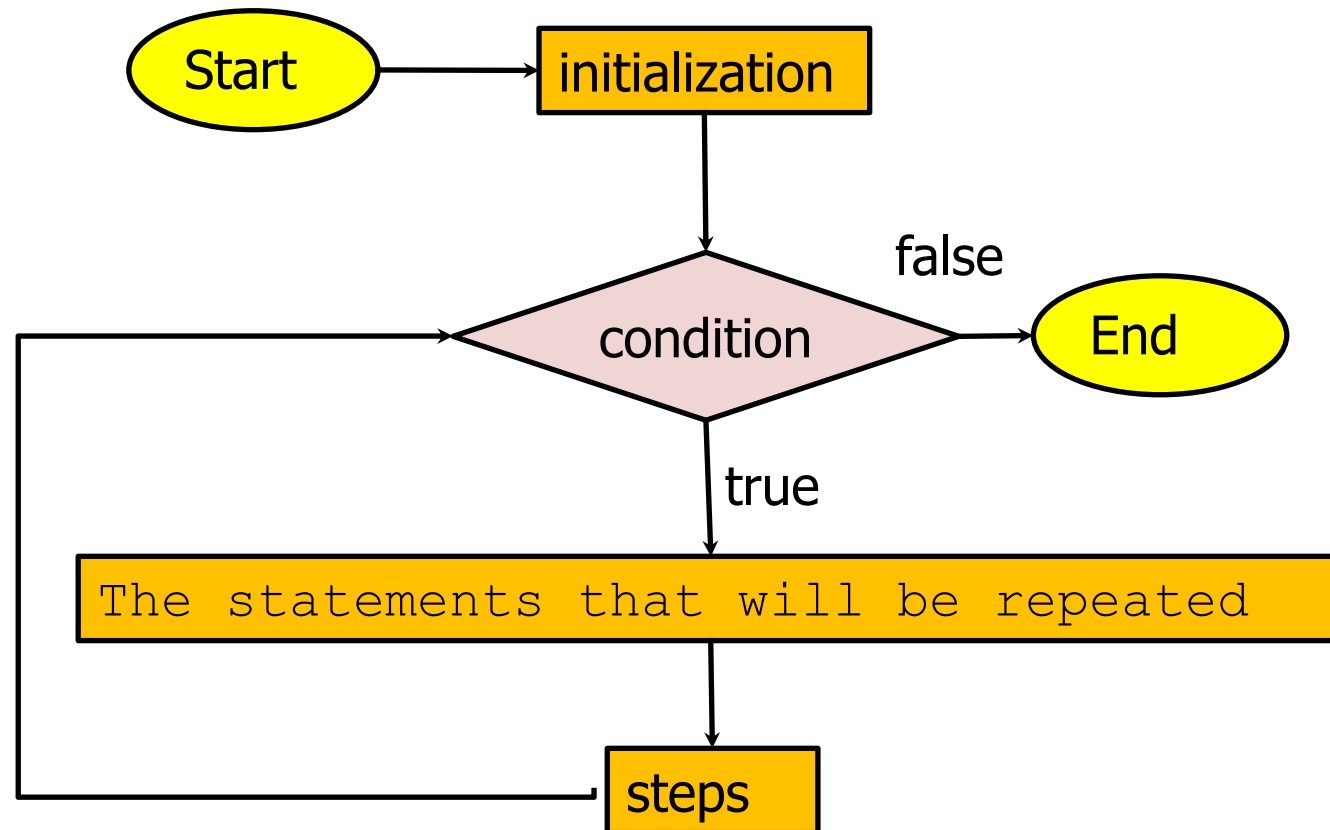 Start
initialization
false
condition
End
true
The statements that will be repeated
steps